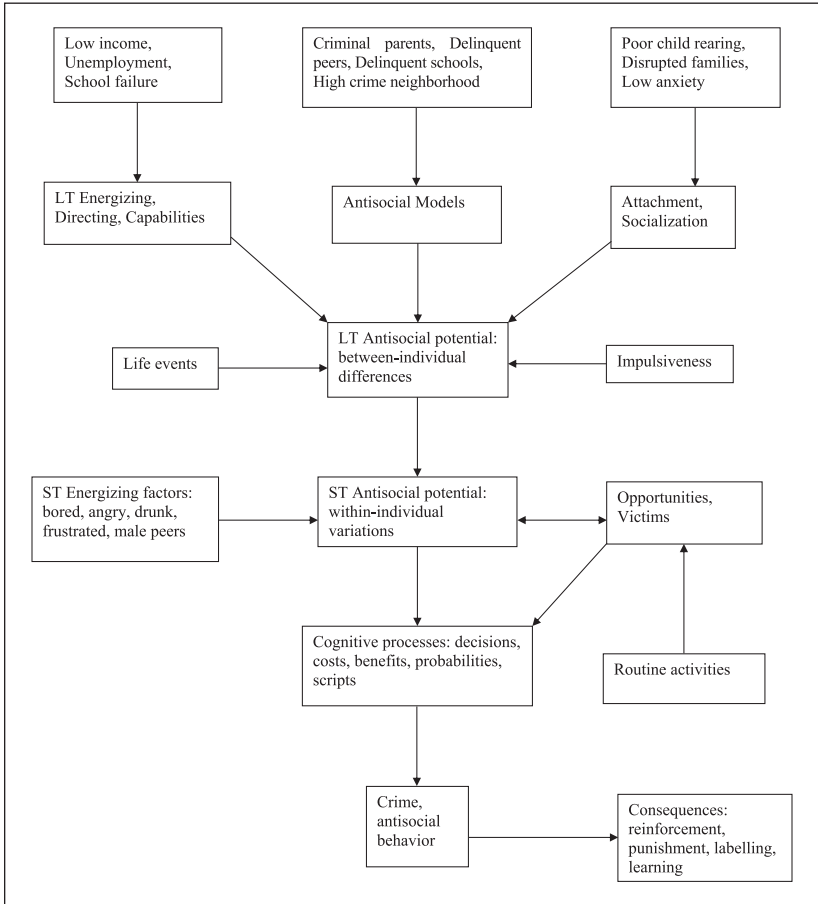 Low income,
Unemployment,
School failure
Criminal parents, Delinquent
peers, Delinquent schools,
High crime neighborhood
Poor child rearing,
Disrupted families,
Low anxiety
LT Energizing,
Directing, Capabilities
Antisocial Models
Attachment,
Socialization
LT Antisocial potential:
between-individual
differences
Life events
Impulsiveness
ST Energizing factors:
bored, angry, drunk,
frustrated, male peers
ST Antisocial potential:
within-individual
variations
Opportunities,
Victims
Cognitive processes: decisions,
costs, benefits, probabilities,
scripts
Routine activities
Crime,
antisocial
behavior
Consequences:
reinforcement,
punishment, labelling,
learning